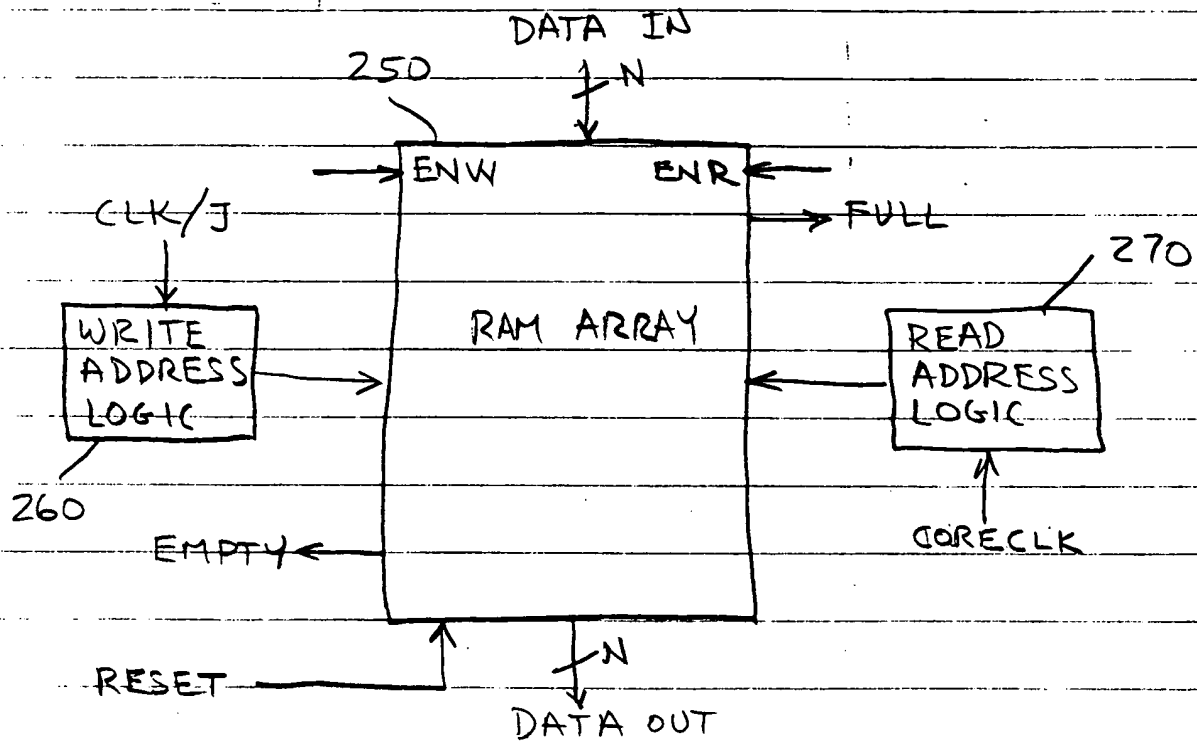 DATA IN
250
N
ENW
ENR
CLK/J
FULL
270
WRITE
ADDRESS
LOGIC
RAM ARRAY
READ
ADDRESS
LOGIC
260
EMPTY
CORECLK
N
RESET
DATA OUT